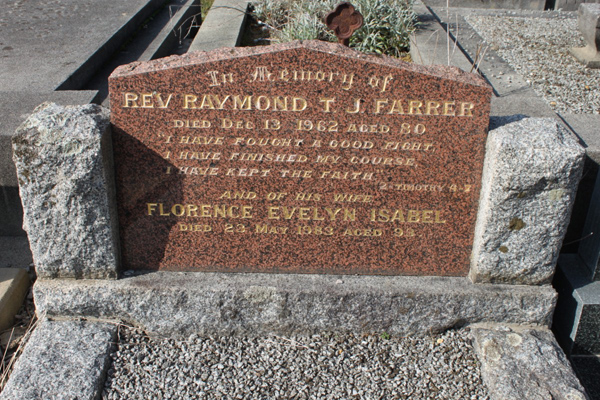 In Memory of
REV RAYMOND T. J. FARRER
DIED DEC 13 1962 AGED 80
"I HAVE FOUGHT A GOOD FIGHT,
I HAVE FINISHED MY COURSE,
I HAVE KEPT THE FAITH"
2-TIMOTHY 4-7
AND OF HIS WIFE
FLORENCE EVELYN ISABEL
DIED 23 MAY 1983 AGED 93